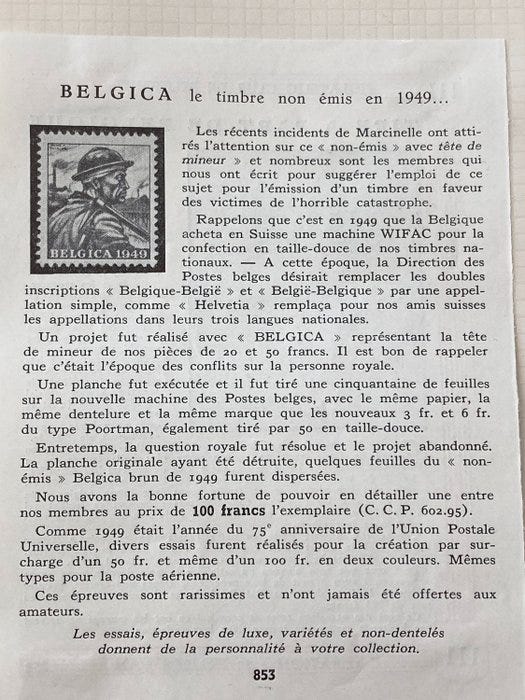 BELGICA le timbre non émis en 1949...
Les récents incidents de Marcinelle ont atti-
rés l'attention sur ce « non-émis » avec tête de
mineur » et nombreux sont les membres qui
nous ont écrit pour suggérer l'emploi de ce
sujet pour l'émission d'un timbre en faveur
des victimes de l'horrible catastrophe.
Rappelons que c'est en 1949 que la Belgique
acheta en Suisse une machine WIFAC pour la
confection en taille-douce de nos timbres na-
tionaux. — A cette époque, la Direction des
Postes belges désirait remplacer les doubles
inscriptions « Belgique-België » et « België-Belgique » par une appel-
lation simple, comme « Helvetia » remplaça pour nos amis suisses
les appellations dans leurs trois langues nationales.
Un projet fut réalisé avec « BELGICA » représentant la tête
de mineur de nos pièces de 20 et 50 francs. Il est bon de rappeler
que c'était l'époque des conflits sur la personne royale.
Une planche fut exécutée et il fut tiré une cinquantaine de feuilles
sur la nouvelle machine des Postes belges, avec le même papier, la
même dentelure et la même marque que les nouveaux 3 fr. et 6 fr.
du type Poortman, également tiré par 50 en taille-douce.
Entretemps, la question royale fut résolue et le projet abandonné.
La planche originale ayant été détruite, quelques feuilles du « non-
émis » Belgica brun de 1949 furent dispersées.
Nous avons la bonne fortune de pouvoir en détailler une entre
nos membres au prix de 100 francs l'exemplaire (C. C. P. 602.95).
Comme 1949 était l'année du 75e anniversaire de l'Union Postale
Universelle, divers essais furent réalisés pour la création par sur-
charge d'un 50 fr. et même d'un 100 fr. en deux couleurs. Mêmes
types pour la poste aérienne.
Ces épreuves sont rarissimes et n'ont jamais été offertes aux
amateurs.
Les essais, épreuves de luxe, variétés et non-dentelés
donnent de la personnalité à votre collection.
853
BELGICA 1949